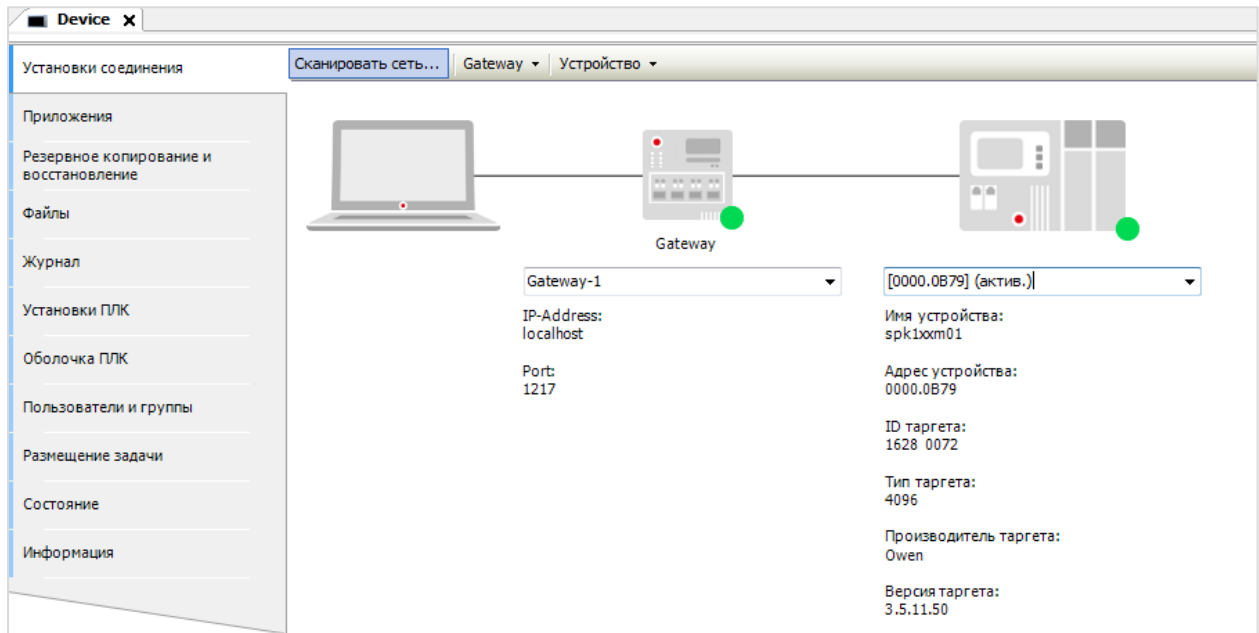 Device
Установки соединения
Сканировать сеть... Gateway Устройство
Приложения
Резервное копирование и
восстановление
Файлы
Журнал
Установки ПЛК
Оболочка ПЛК
Пользователи и группы
Размещение задачи
Состояние
Информация
Gateway
Gateway-1
IP-Address:
localhost
Port:
1217
[0000.0B79] (актив.)
Имя устройства:
spk1xxm01
Адрес устройства:
0000.0B79
ID таргета:
1628 0072
Тип таргета:
4096
Производитель таргета:
Owen
Версия таргета:
3.5.11.50